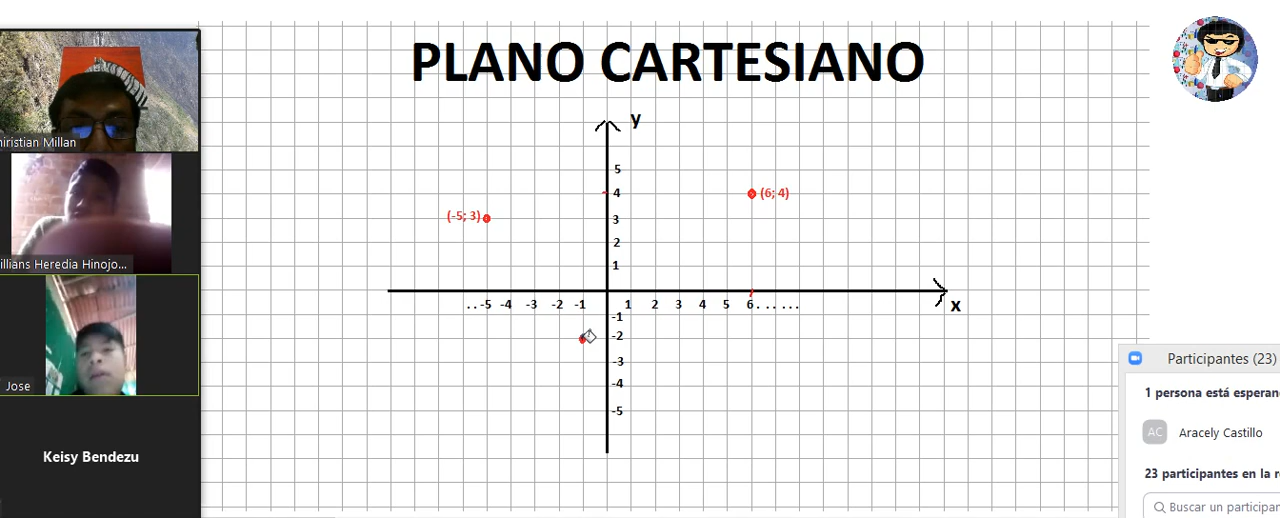 PLANO CARTESIANO
y
5
4
3
2
1
(-5; 3)
(6; 4)
. . -5 -4 -3 -2 -1 1 2 3 4 5 6 . . . . . .
x
-1
-2
-3
-4
-5
hiristian Millan
illians Heredia Hinojo...
Jose
Keisy Bendezu
Participantes (23)
1 persona está esperan
AC Aracely Castillo
23 participantes en la r
Buscar un participan